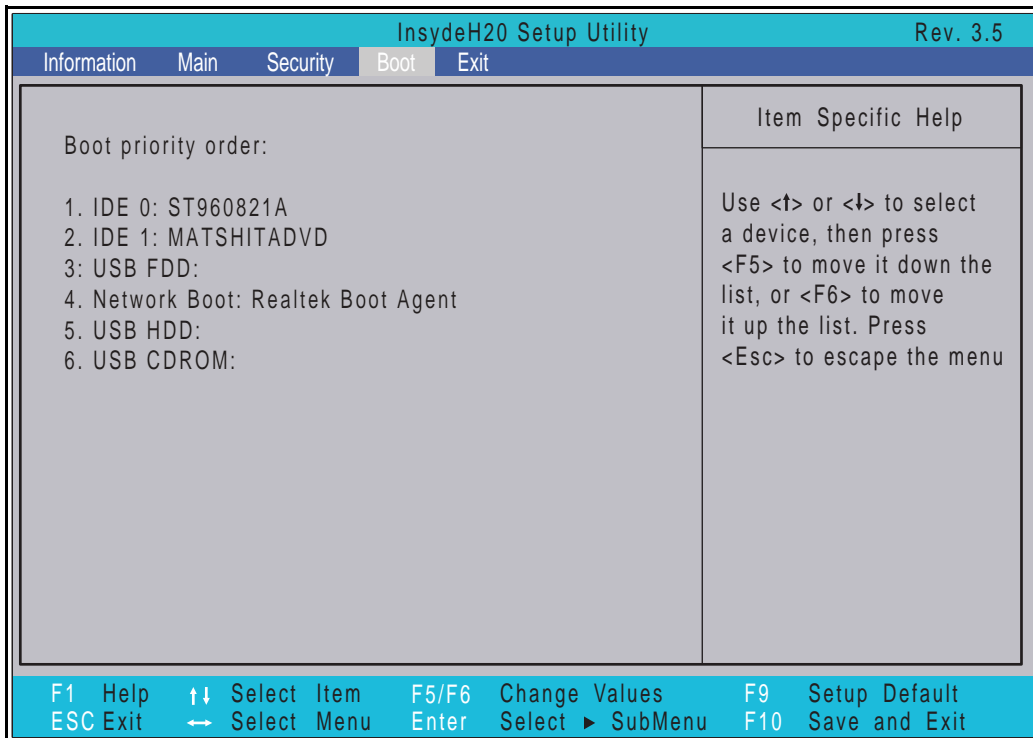 InsydeH20 Setup Utility Rev. 3.5
Information Main Security Boot Exit
Boot priority order:
1. IDE 0: ST960821A
2. IDE 1: MATSHITADVD
3: USB FDD:
4. Network Boot: Realtek Boot Agent
5. USB HDD:
6. USB CDROM:
Item Specific Help
Use <↑> or <↓> to select
a device, then press
<F5> to move it down the
list, or <F6> to move
it up the list. Press
<Esc> to escape the menu
F1 Help ↑↓ Select Item F5/F6 Change Values F9 Setup Default
ESC Exit ↔ Select Menu Enter Select ► SubMenu F10 Save and Exit